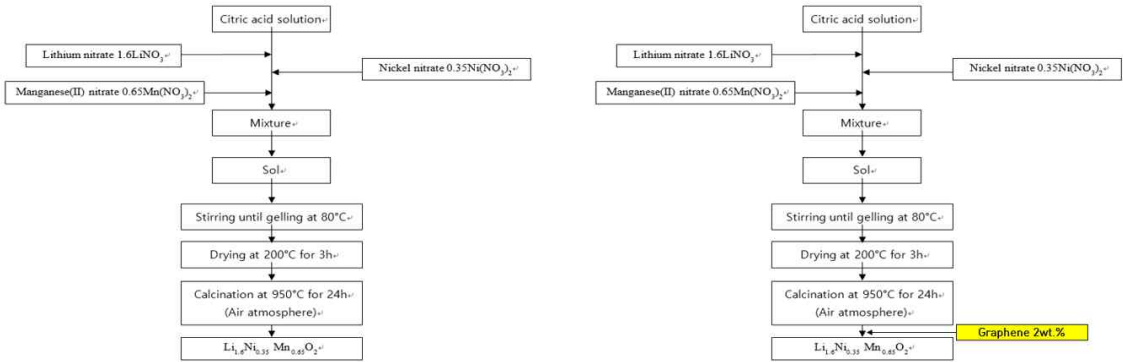 Citric acid solution
Lithium nitrate 1.6LiNO₃
Nickel nitrate 0.35Ni(NO₃)₂
Manganese(II) nitrate 0.65Mn(NO₃)₂
Mixture
Sol
Stirring until gelling at 80°C
Drying at 200°C for 3h
Calcination at 950°C for 24h
(Air atmosphere)
Li₁.₆Ni₀.₃₅ Mn₀.₆₅O₂
Citric acid solution
Lithium nitrate 1.6LiNO₃
Nickel nitrate 0.35Ni(NO₃)₂
Manganese(II) nitrate 0.65Mn(NO₃)₂
Mixture
Sol
Stirring until gelling at 80°C
Drying at 200°C for 3h
Calcination at 950°C for 24h
(Air atmosphere)
Graphene 2wt.%
Li₁.₆Ni₀.₃₅ Mn₀.₆₅O₂